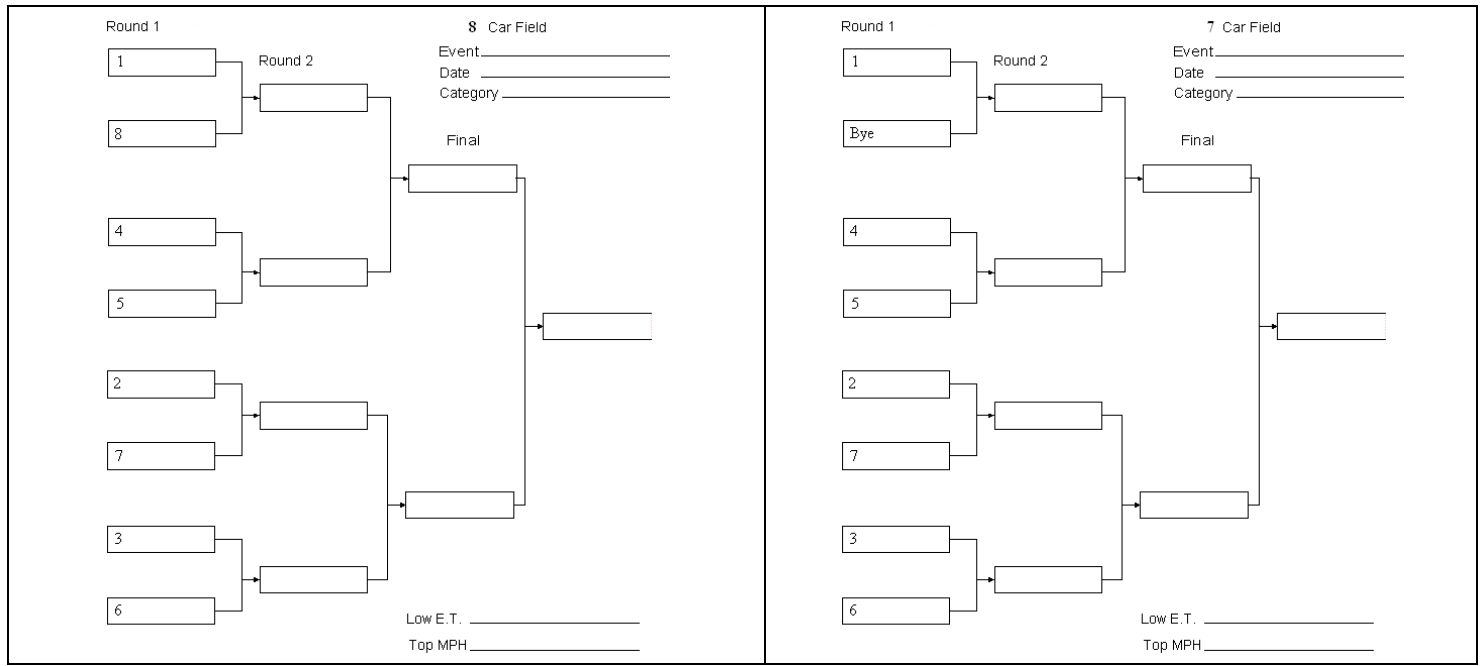 Round 1
8 Car Field
Event
Date
Category
1
Round 2
8
Final
4
5
2
7
3
6
Low E.T.
Top MPH
Round 1
7 Car Field
Event
Date
Category
1
Round 2
Bye
Final
4
5
2
7
3
6
Low E.T.
Top MPH